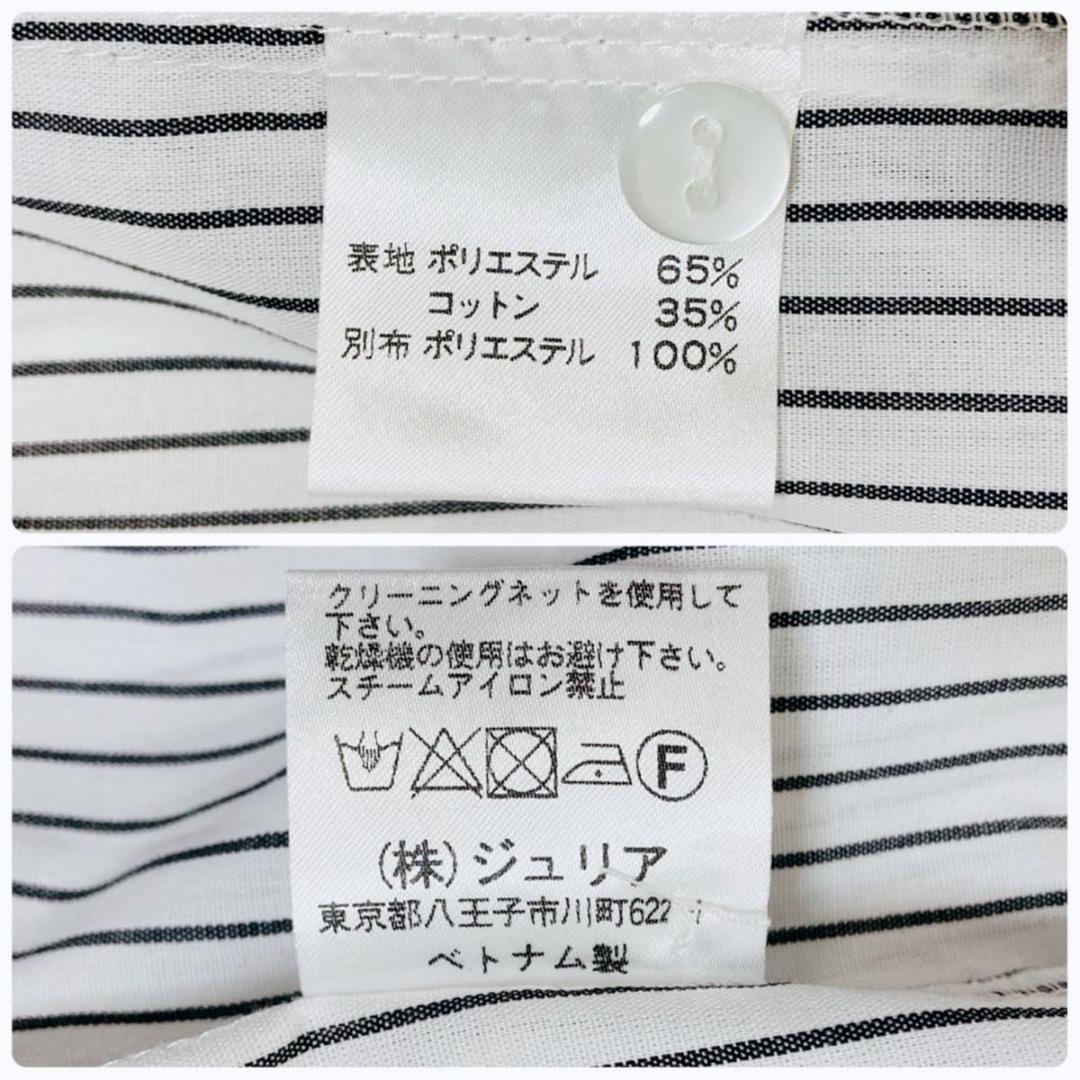 表地 ポリエステル 65%
コットン 35%
別布 ポリエステル 100%
クリーニングネットを使用して
下さい。
乾燥機の使用はお避け下さい。
スチームアイロン禁止
F
(株)ジュリア
東京都八王子市川町622
ベトナム製